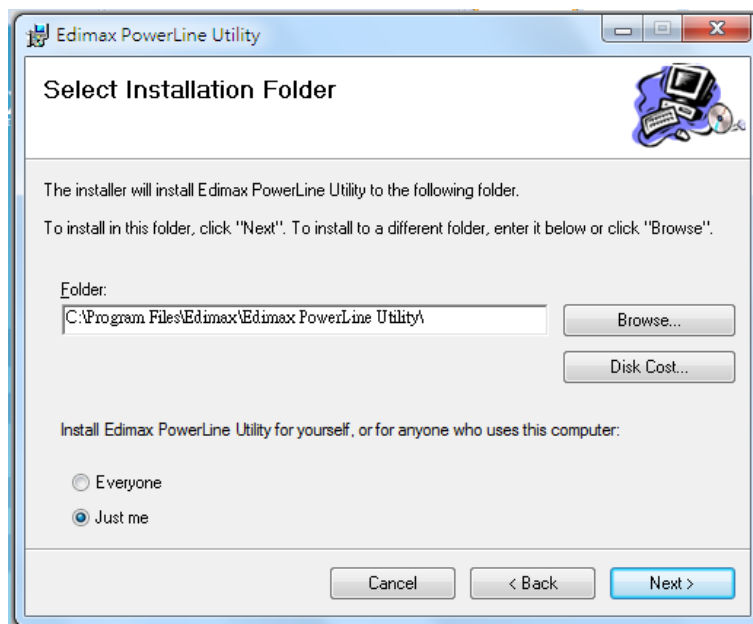 Edimax PowerLine Utility
Select Installation Folder
The installer will install Edimax PowerLine Utility to the following folder.
To install in this folder, click "Next". To install to a different folder, enter it below or click "Browse".
Folder:
C:\Program Files\Edimax\Edimax PowerLine Utility\
Browse...
Disk Cost...
Install Edimax PowerLine Utility for yourself, or for anyone who uses this computer:
Everyone
Just me
Cancel
< Back
Next >